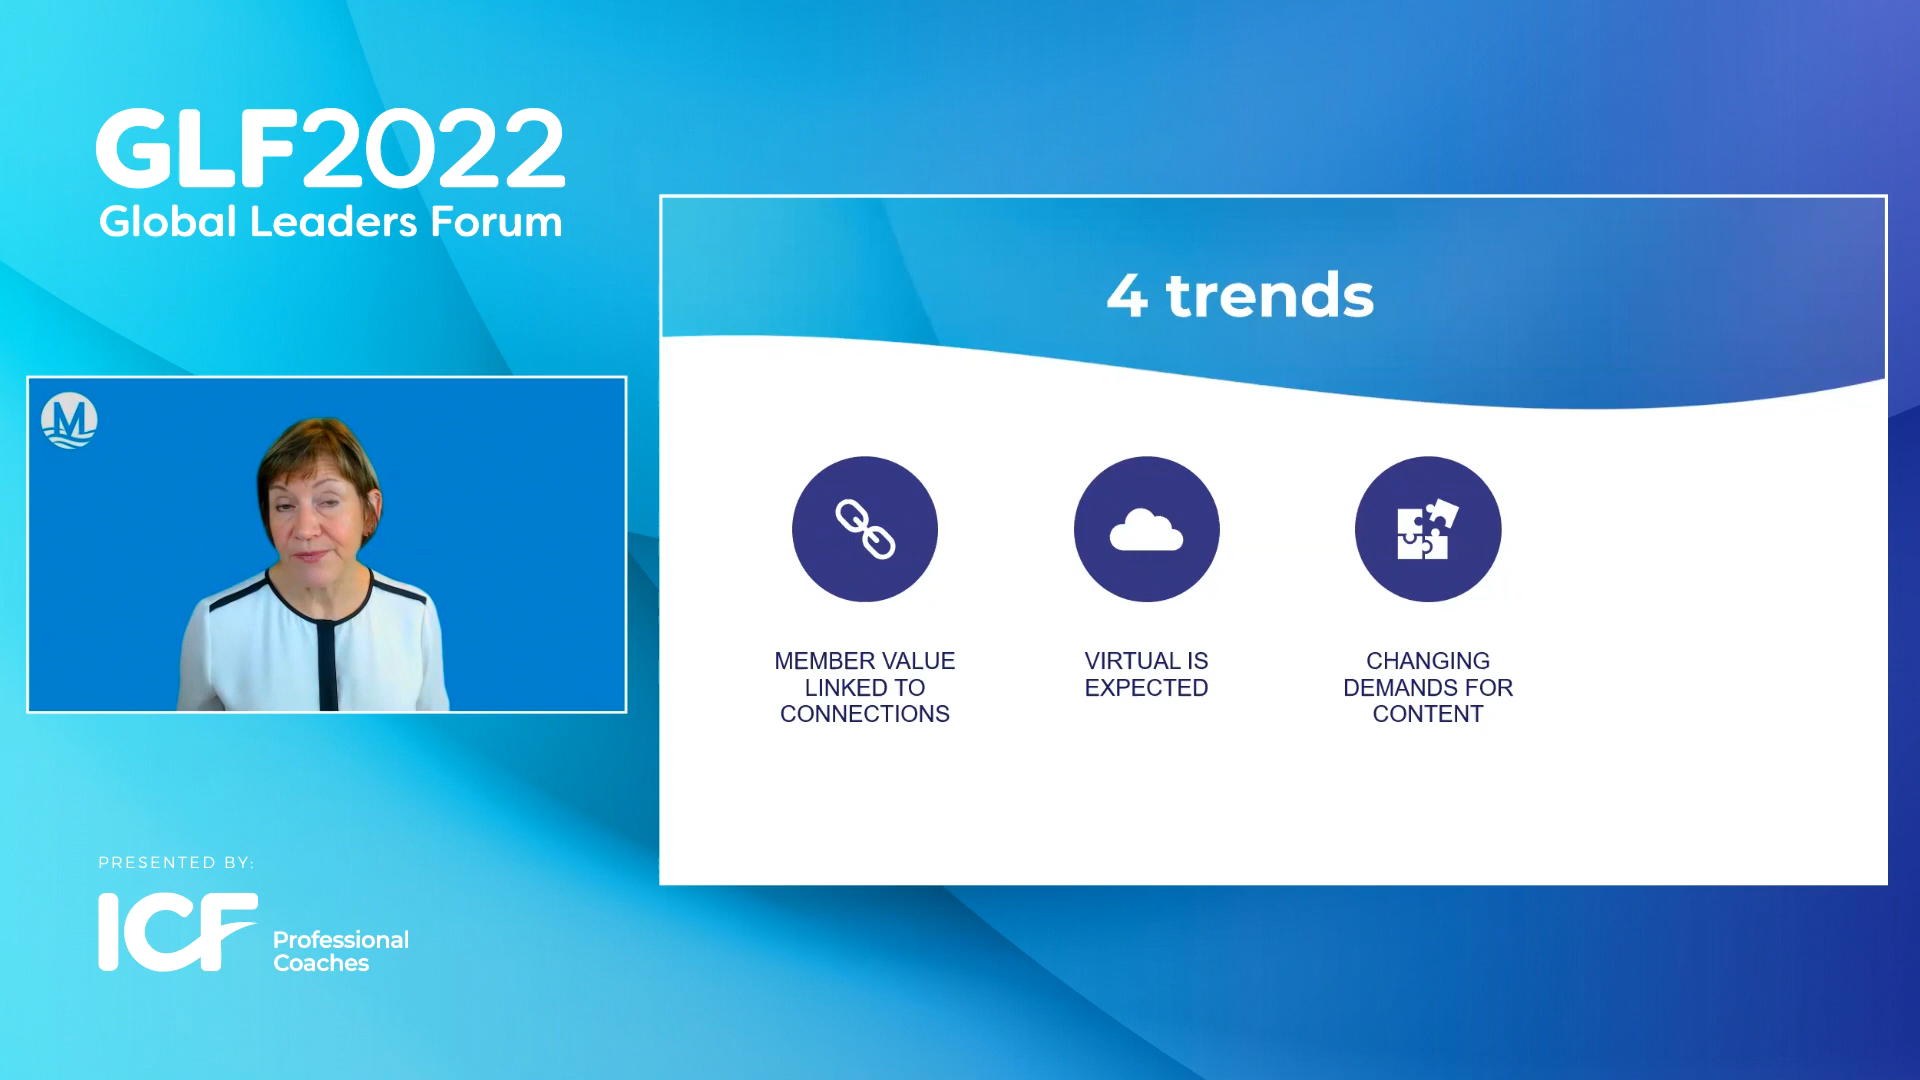 GLF2022
Global Leaders Forum
M
4 trends
MEMBER VALUE
LINKED TO
CONNECTIONS
VIRTUAL IS
EXPECTED
CHANGING
DEMANDS FOR
CONTENT
PRESENTED BY:
ICF
Professional
Coaches